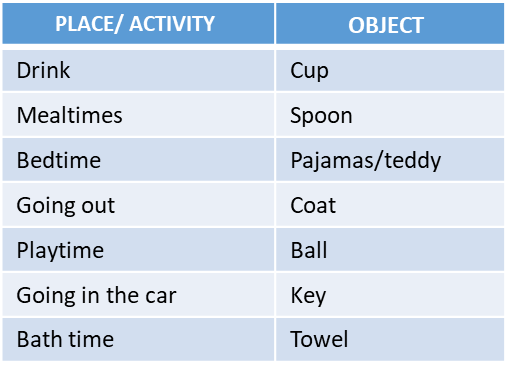 PLACE/ ACTIVITY OBJECT
Drink Cup
Mealtimes Spoon
Bedtime Pajamas/teddy
Going out Coat
Playtime Ball
Going in the car Key
Bath time Towel